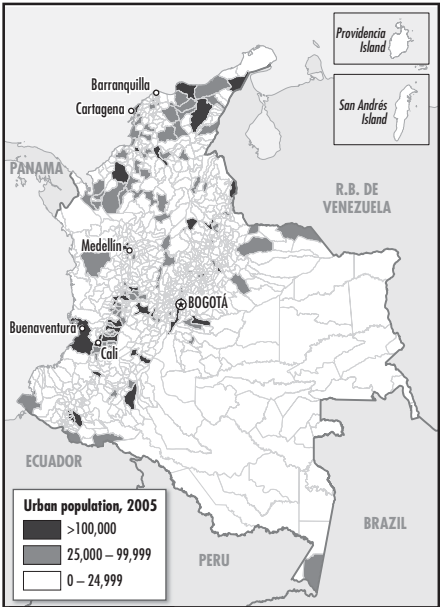 Providencia
Island
San Andrés
Island
Barranquilla
Cartagena
PANAMA
R.B. DE
VENEZUELA
Medellín
BOGOTÁ
Buenaventura
Cali
ECUADOR
BRAZIL
PERU
Urban population, 2005
>100,000
25,000 – 99,999
0 – 24,999